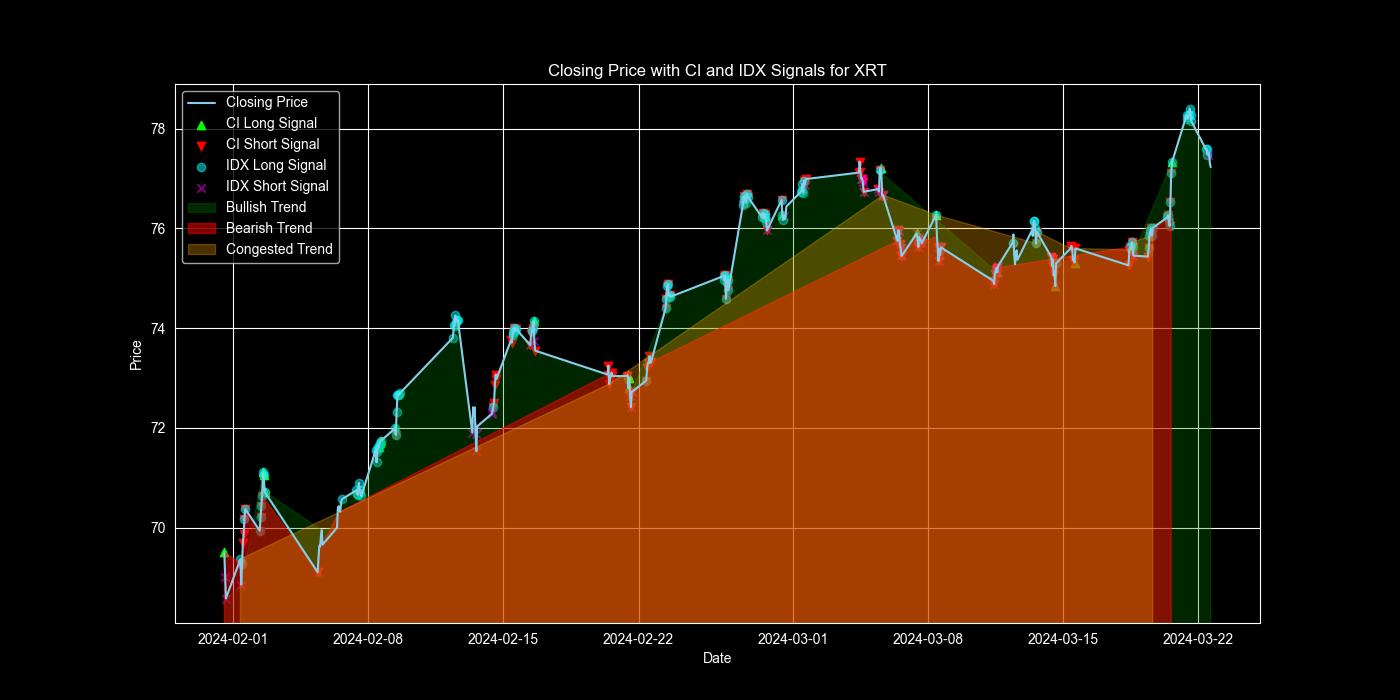 Closing Price with CI and IDX Signals for XRT
Closing Price
CI Long Signal
CI Short Signal
IDX Long Signal
IDX Short Signal
Bullish Trend
Bearish Trend
Congested Trend
78
76
74
72
70
Price
2024-02-01 2024-02-08 2024-02-15 2024-02-22 2024-03-01 2024-03-08 2024-03-15 2024-03-22
Date